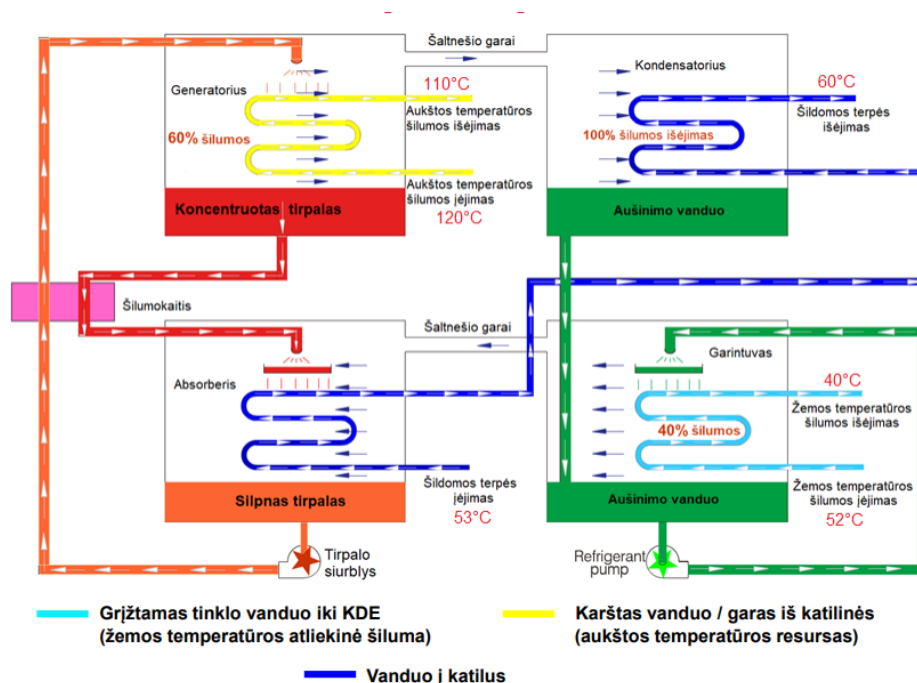 Šaltnešio garai
Generatorius
110°C
Aukštos temperatūros
šilumos išėjimas
60% šilumos
Aukštos temperatūros
šilumos įėjimas
120°C
Koncentruotas tirpalas
Kondensatorius
60°C
Šildomos terpės
išėjimas
100% šilumos išėjimas
Aušinimo vanduo
Šilumokaitis
Šaltnešio garai
Absorberis
Šildomos terpės
įėjimas
53°C
Silpnas tirpalas
Tirpalo
siurblys
Garintuvas
40°C
Žemos temperatūros
šilumos išėjimas
40% šilumos
Žemos temperatūros
šilumos įėjimas
52°C
Aušinimo vanduo
Refrigerant
pump
Grįžtamas tinklo vanduo iki KDE
(žemos temperatūros atliekinė šiluma)
Karštas vanduo / garas iš katilinės
(aukštos temperatūros resursas)
Vanduo į katilus